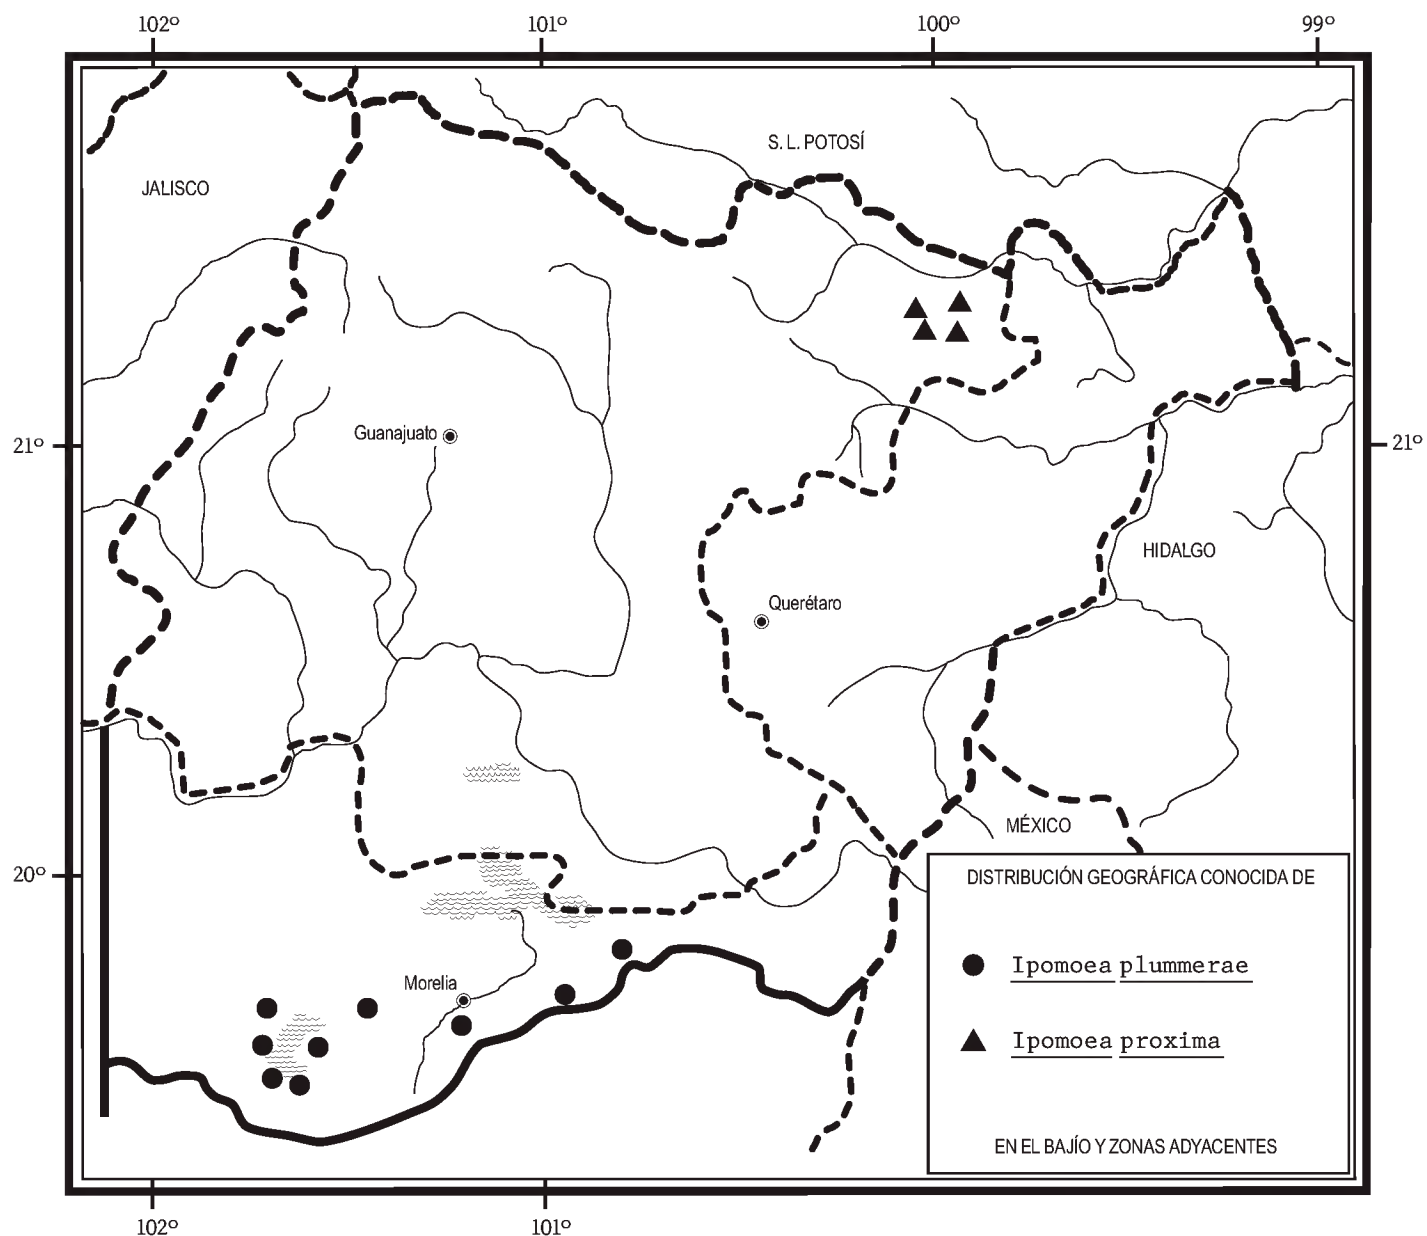 102º 101º 100º 99º
S. L. POTOSÍ
JALISCO
Guanajuato
21º
21º
HIDALGO
Querétaro
MÉXICO
20º
DISTRIBUCIÓN GEOGRÁFICA CONOCIDA DE
Ipomoea plummerae
Morelia
Ipomoea proxima
EN EL BAJÍO Y ZONAS ADYACENTES
102º 101º